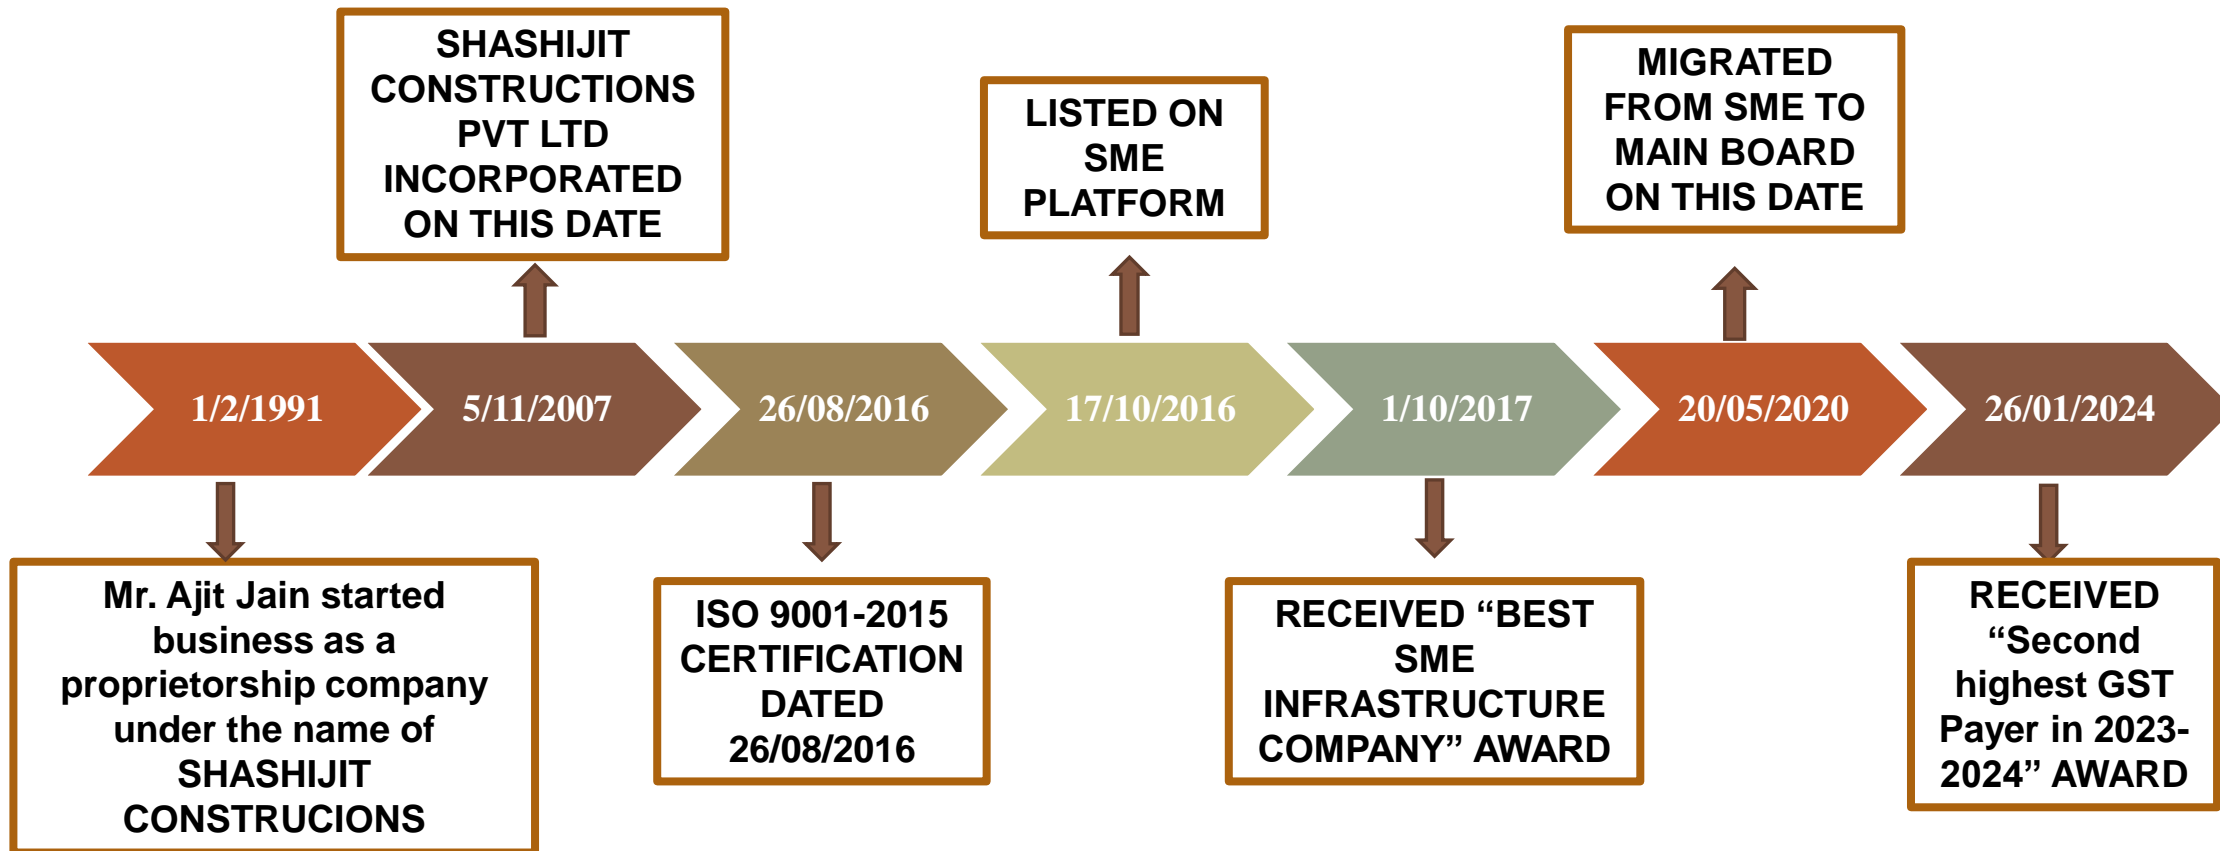 SHASHIJIT
CONSTRUCTIONS
PVT LTD
INCORPORATED
ON THIS DATE
LISTED ON
SME
PLATFORM
MIGRATED
FROM SME TO
MAIN BOARD
ON THIS DATE
1/2/1991
5/11/2007
26/08/2016
17/10/2016
1/10/2017
20/05/2020
26/01/2024
Mr. Ajit Jain started
business as a
proprietorship company
under the name of
SHASHIJIT
CONSTRUCIONS
ISO 9001-2015
CERTIFICATION
DATED
26/08/2016
RECEIVED “BEST
SME
INFRASTRUCTURE
COMPANY” AWARD
RECEIVED
“Second
highest GST
Payer in 2023-
2024” AWARD